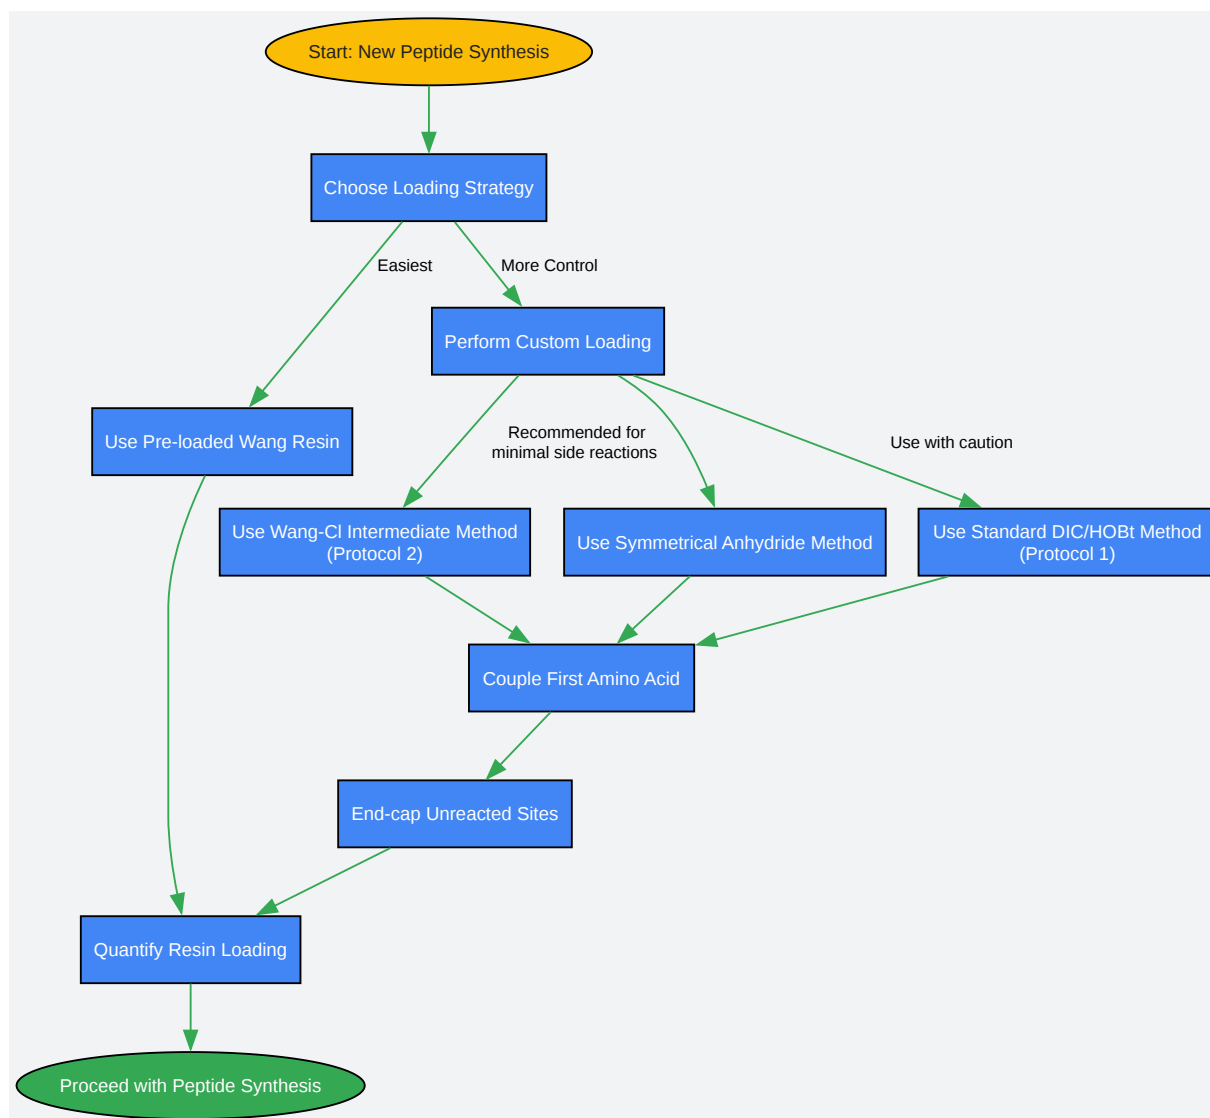 Start: New Peptide Synthesis
Choose Loading Strategy
Easiest
More Control
Perform Custom Loading
Use Pre-loaded Wang Resin
Recommended for
minimal side reactions
Use with caution
Use Wang-Cl Intermediate Method
(Protocol 2)
Use Symmetrical Anhydride Method
Use Standard DIC/HOBt Method
(Protocol 1)
Couple First Amino Acid
End-cap Unreacted Sites
Quantify Resin Loading
Proceed with Peptide Synthesis